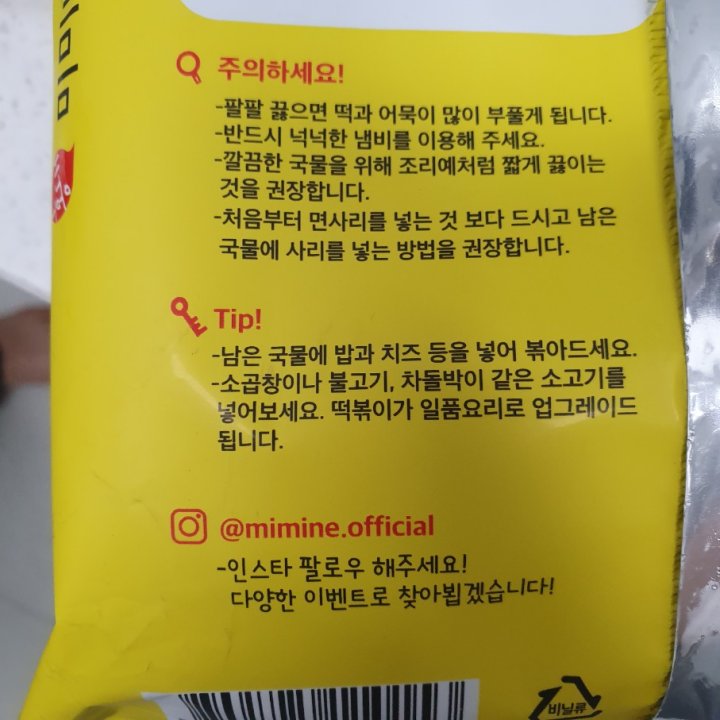 미미
주의하세요!
-팔팔 끓으면 떡과 어묵이 많이 부풀게 됩니다.
-반드시 넉넉한 냄비를 이용해 주세요.
-깔끔한 국물을 위해 조리예처럼 짧게 끓이는
것을 권장합니다.
-처음부터 면사리를 넣는 것 보다 드시고 남은
국물에 사리를 넣는 방법을 권장합니다.
Tip!
-남은 국물에 밥과 치즈 등을 넣어 볶아드세요.
-소곱창이나 불고기, 차돌박이 같은 소고기를
넣어보세요. 떡볶이가 일품요리로 업그레이드
됩니다.
@mimine.official
-인스타 팔로우 해주세요!
다양한 이벤트로 찾아뵙겠습니다!
비닐류